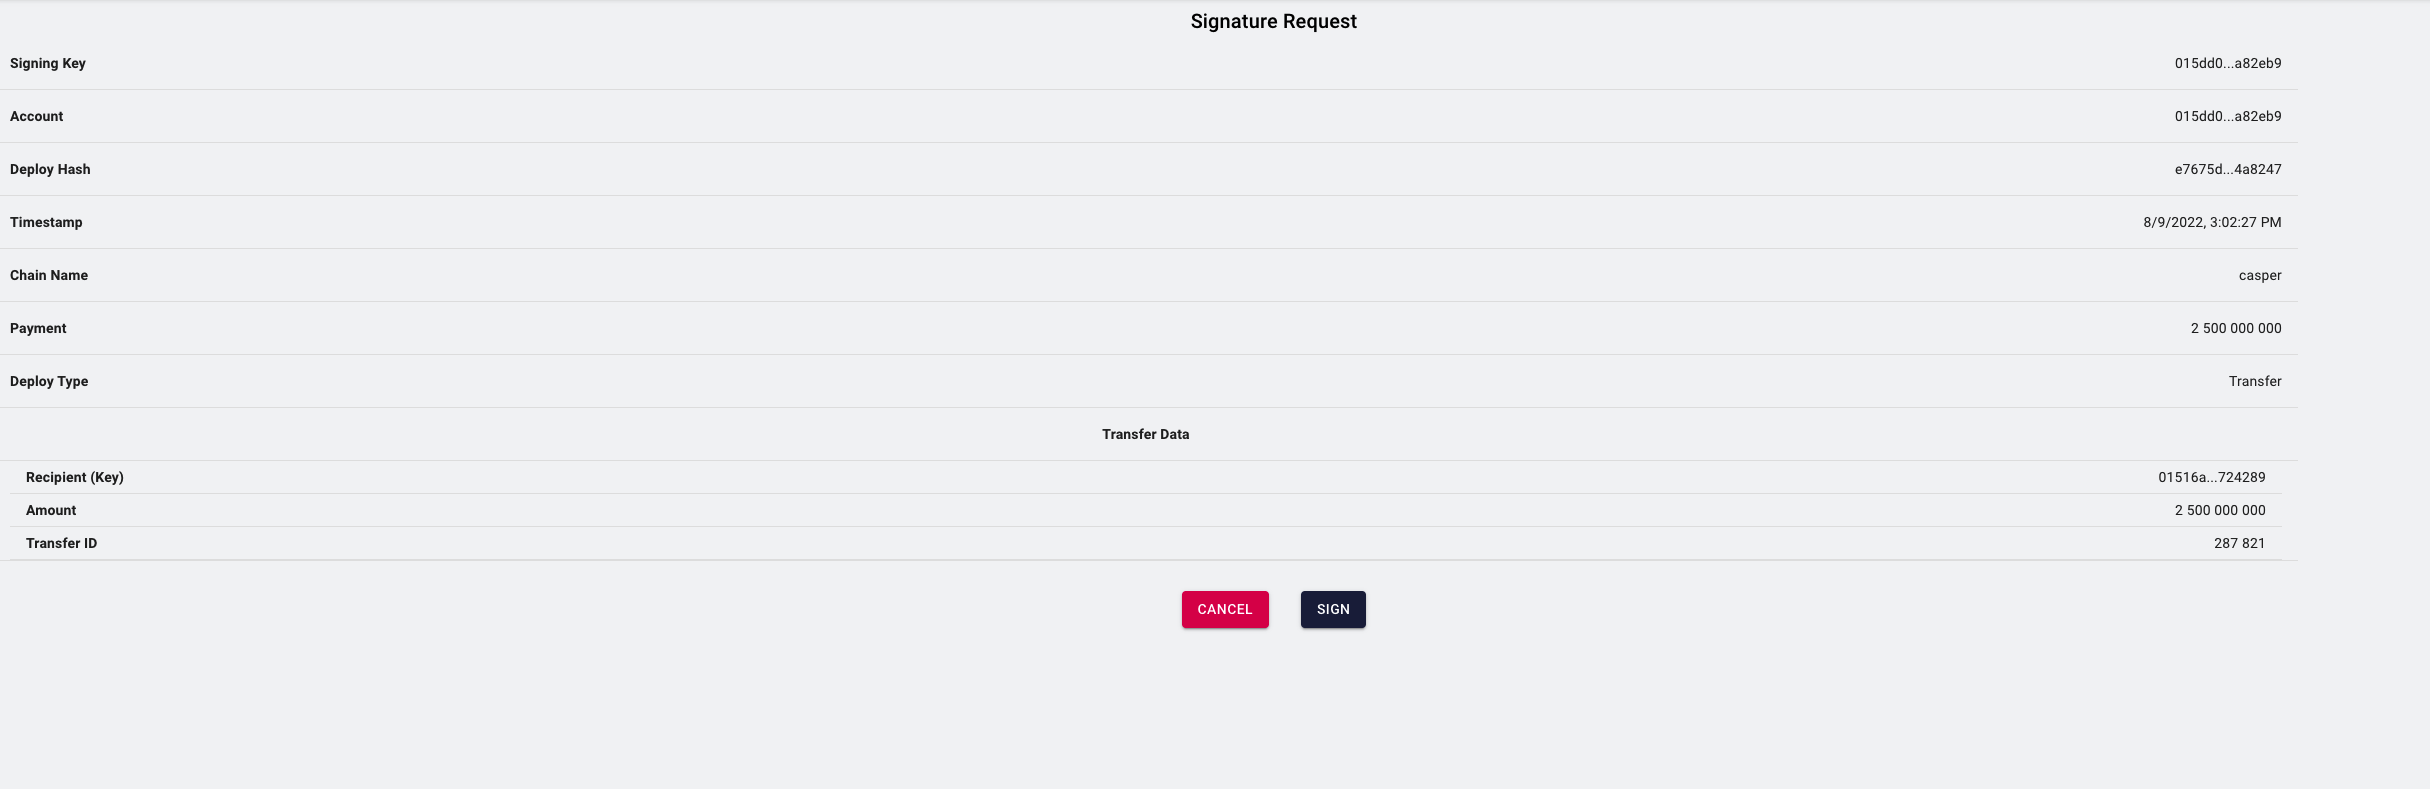 Signature Request
Signing Key 015dd0...a82eb9
Account 015dd0...a82eb9
Deploy Hash e7675d...4a8247
Timestamp 8/9/2022, 3:02:27 PM
Chain Name casper
Payment 2 500 000 000
Deploy Type Transfer
Transfer Data
Recipient (Key) 01516a...724289
Amount 2 500 000 000
Transfer ID 287 821
CANCEL SIGN